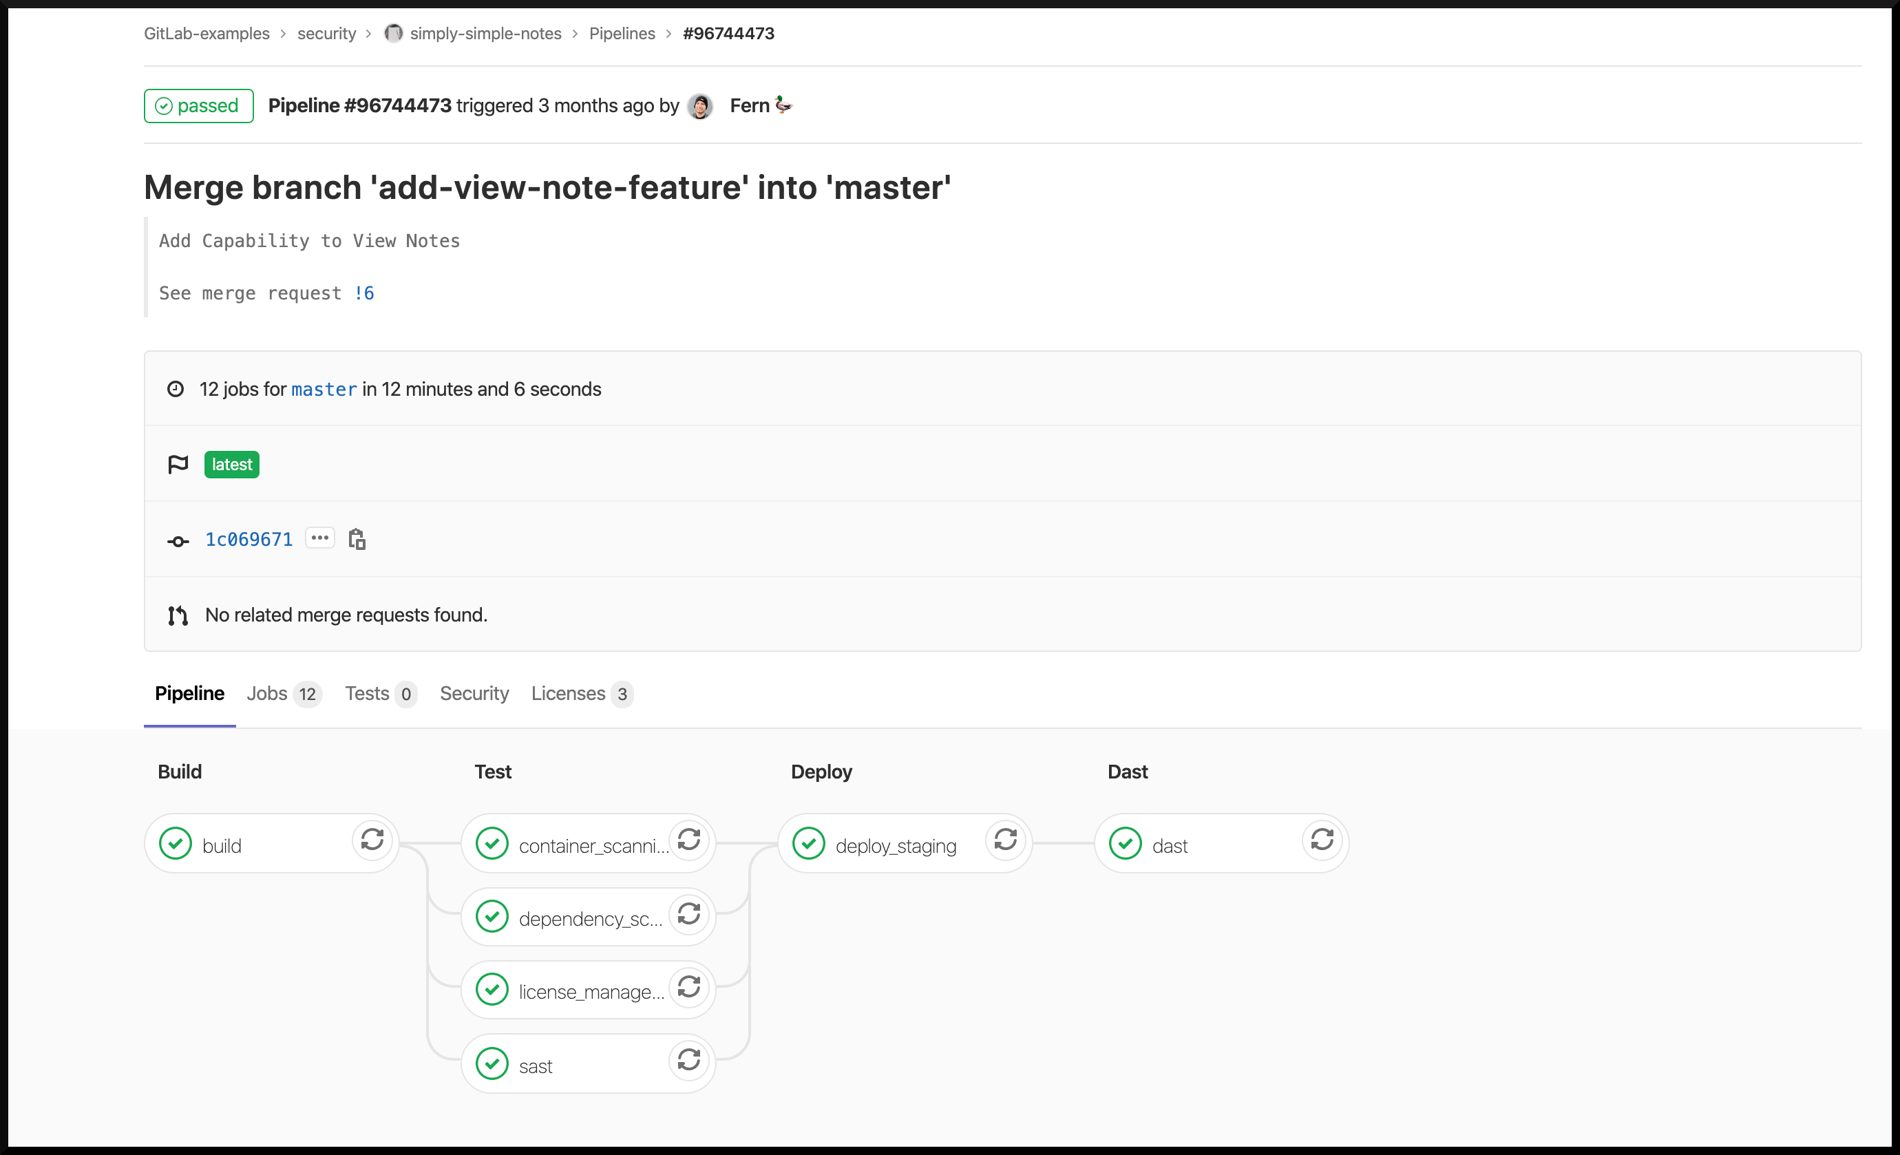 GitLab-examples > security > simply-simple-notes > Pipelines > #96744473
passed Pipeline #96744473 triggered 3 months ago by Fern
Merge branch 'add-view-note-feature' into 'master'
Add Capability to View Notes
See merge request !6
12 jobs for master in 12 minutes and 6 seconds
latest
1c069671 ···
No related merge requests found.
Pipeline Jobs 12 Tests 0 Security Licenses 3
Build Test Deploy Dast
build container_scanni... deploy_staging dast
dependency_sc...
license_manage...
sast